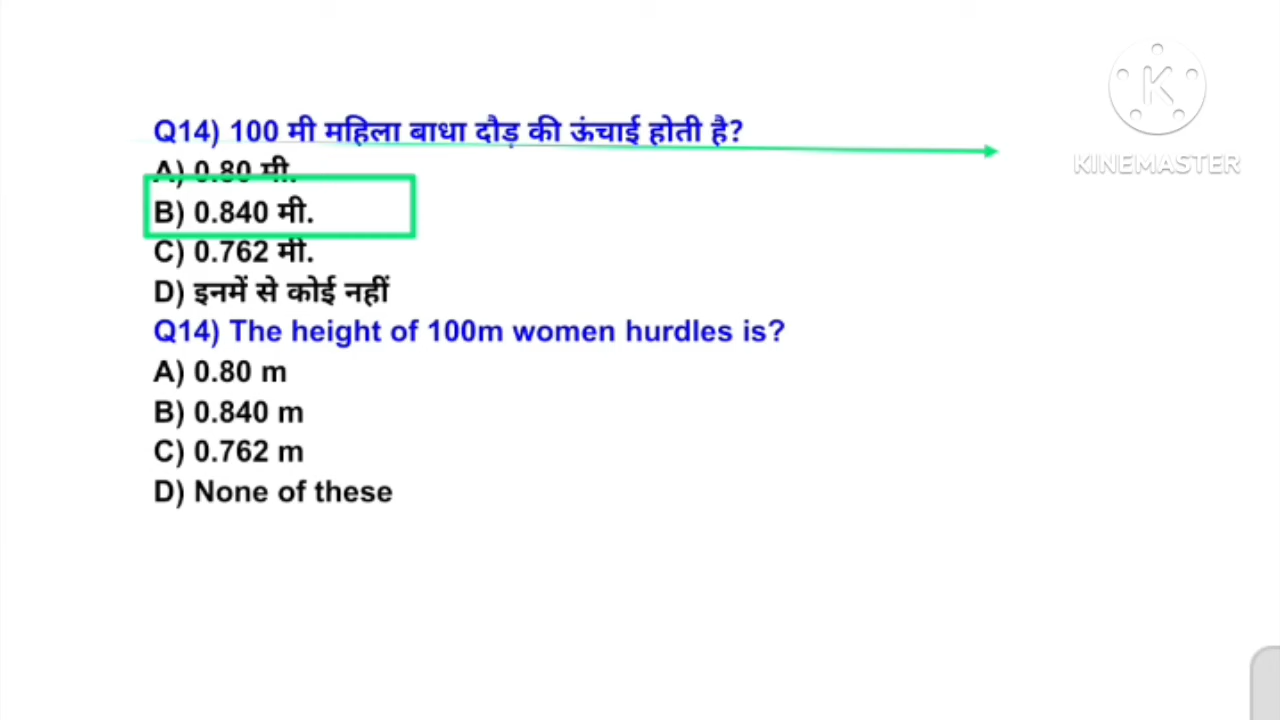 Q14) 100 मी महिला बाधा दौड़ की ऊंचाई होती है?
A) 0.80 मी.
B) 0.840 मी.
C) 0.762 मी.
D) इनमें से कोई नहीं
Q14) The height of 100m women hurdles is?
A) 0.80 m
B) 0.840 m
C) 0.762 m
D) None of these
K
KINEMASTER